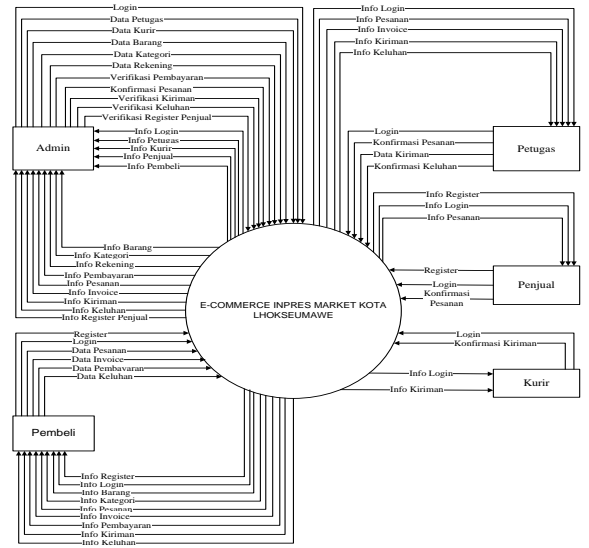 Login
Data Petugas
Data Kurir
Data Barang
Data Kategori
Data Rekening
Verifikasi Pembayaran
Konfirmasi Pesanan
Verifikasi Kiriman
Verifikasi Keluhan
Verifikasi Register Penjual
Admin
Info Login
Info Petugas
Info Kurir
Info Penjual
Info Pembeli
Info Barang
Info Kategori
Info Rekening
Info Pembayaran
Info Pesanan
Info Invoice
Info Kiriman
Info Keluhan
Info Register Penjual
Info Login
Info Pesanan
Info Invoice
Info Kiriman
Info Keluhan
Petugas
Login
Konfirmasi Pesanan
Data Kiriman
Konfirmasi Keluhan
Info Register
Info Login
Info Pesanan
Penjual
Register
Login
Konfirmasi
Pesanan
E-COMMERCE INPRES MARKET KOTA
LHOKSEUMAWE
Login
Konfirmasi Kiriman
Kurir
Info Login
Info Kiriman
Register
Login
Data Pesanan
Data Invoice
Data Pembayaran
Data Keluhan
Pembeli
Info Register
Info Login
Info Barang
Info Kategori
Info Pesanan
Info Invoice
Info Pembayaran
Info Kiriman
Info Keluhan